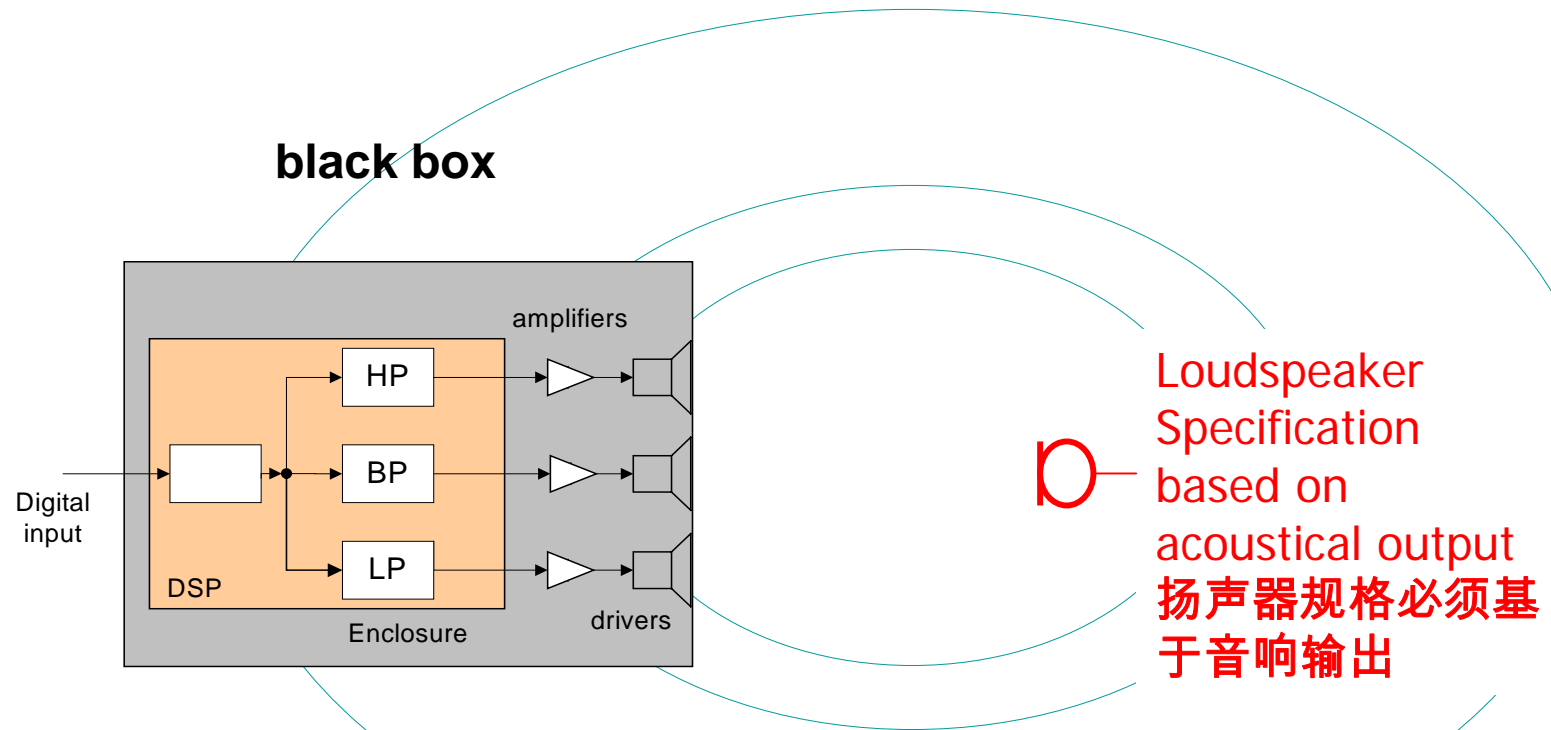 black box
amplifiers
HP
BP
LP
Digital
input
DSP
Enclosure
drivers
Loudspeaker
Specification
based on
acoustical output
扬声器规格必须基
于音响输出